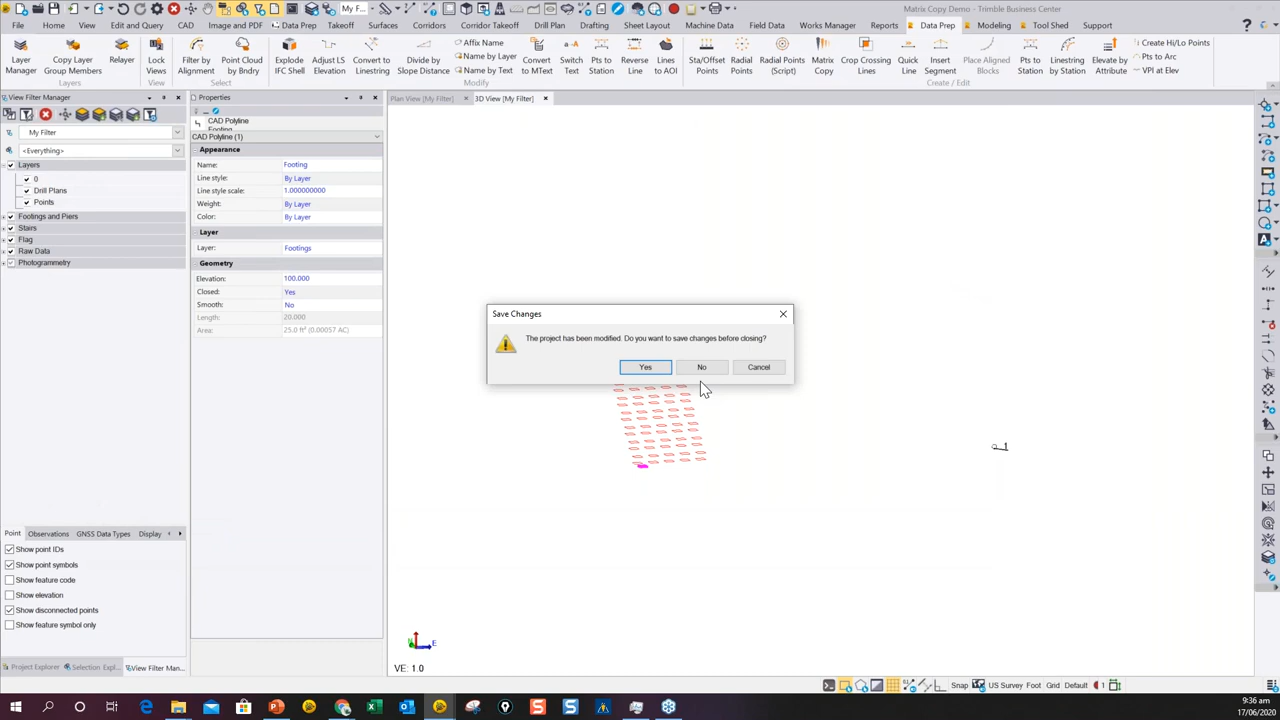 My F...
Matrix Copy Demo - Trimble Business Center
File Home Project Edit and Query CAD Image and PDF Data Prep Takeoff Surfaces Corridors Corridor Takeoff Drill Plan Drafting Sheet Layout Machine Data Field Data Works Manager Reports Data Prep Modeling Tool Shed Support
Layer Manager
Copy Layer Group Members
Relayer
Lock Views
Filter by Alignment
Point Cloud by Bndry
Explode IFC Shell
Adjust LS Elevation
Convert to Linestring
Divide by Slope Distance
Affix Name
Name by Layer
Name by Text
Convert to MText
Switch Text
Pts to Station
Reverse Line
Lines to AOI
Sta/Offset Points
Radial Points
Radial Points (Script)
Matrix Copy
Crop Crossing Lines
Quick Line
Insert Segment
Place Aligned Blocks
Pts to Station
Linestring by Station
Elevate by Attribute
Create Hi/Lo Points
Pts to Arc
VPI at Elev
View
Select
Modify
Create / Edit
View Filter Manager
My Filter
<Everything>
Layers
0
Drill Plans
Points
Footings and Piers
Stairs
Flag
Raw Data
Photogrammetry
Point Observations GNSS Data Types Display
Show point IDs
Show point symbols
Show feature code
Show elevation
Show disconnected points
Show feature symbol only
Project Explorer Selection Expl... View Filter Man...
Properties
CAD Polyline
Footing
CAD Polyline (1)
Appearance
Name: Footing
Line style: By Layer
Line style scale: 1.000000000
Weight: By Layer
Color: By Layer
Layer
Layer: Footings
Geometry
Elevation: 100.000
Closed: Yes
Smooth: No
Length: 20.000
Area: 25.0 ft² (0.00057 AC)
Plan View [My Filter] 3D View [My Filter]
Save Changes
The project has been modified. Do you want to save changes before closing?
Yes No Cancel
1
N E
VE: 1.0
Snap US Survey Foot Grid Default 1
9:36 am
17/06/2020